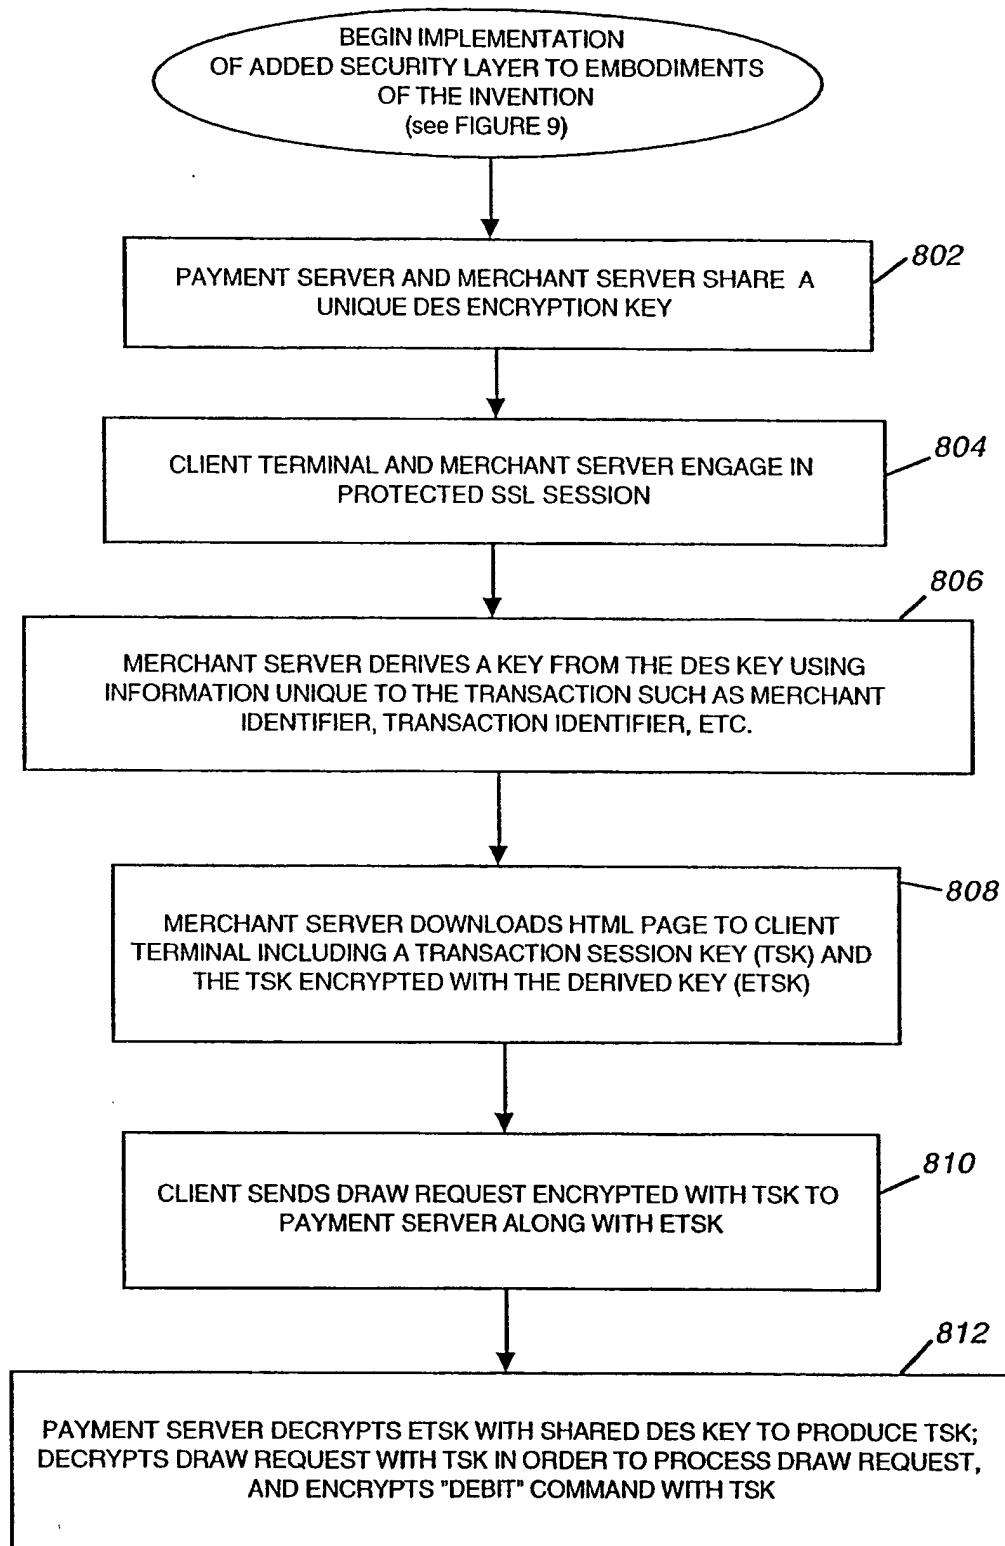 BEGIN IMPLEMENTATION
OF ADDED SECURITY LAYER TO EMBODIMENTS
OF THE INVENTION
(see FIGURE 9)
802
PAYMENT SERVER AND MERCHANT SERVER SHARE A
UNIQUE DES ENCRYPTION KEY
804
CLIENT TERMINAL AND MERCHANT SERVER ENGAGE IN
PROTECTED SSL SESSION
806
MERCHANT SERVER DERIVES A KEY FROM THE DES KEY USING
INFORMATION UNIQUE TO THE TRANSACTION SUCH AS MERCHANT
IDENTIFIER, TRANSACTION IDENTIFIER, ETC.
808
MERCHANT SERVER DOWNLOADS HTML PAGE TO CLIENT
TERMINAL INCLUDING A TRANSACTION SESSION KEY (TSK) AND
THE TSK ENCRYPTED WITH THE DERIVED KEY (ETSK)
810
CLIENT SENDS DRAW REQUEST ENCRYPTED WITH TSK TO
PAYMENT SERVER ALONG WITH ETSK
812
PAYMENT SERVER DECRYPTS ETSK WITH SHARED DES KEY TO PRODUCE TSK;
DECRYPTS DRAW REQUEST WITH TSK IN ORDER TO PROCESS DRAW REQUEST,
AND ENCRYPTS "DEBIT" COMMAND WITH TSK